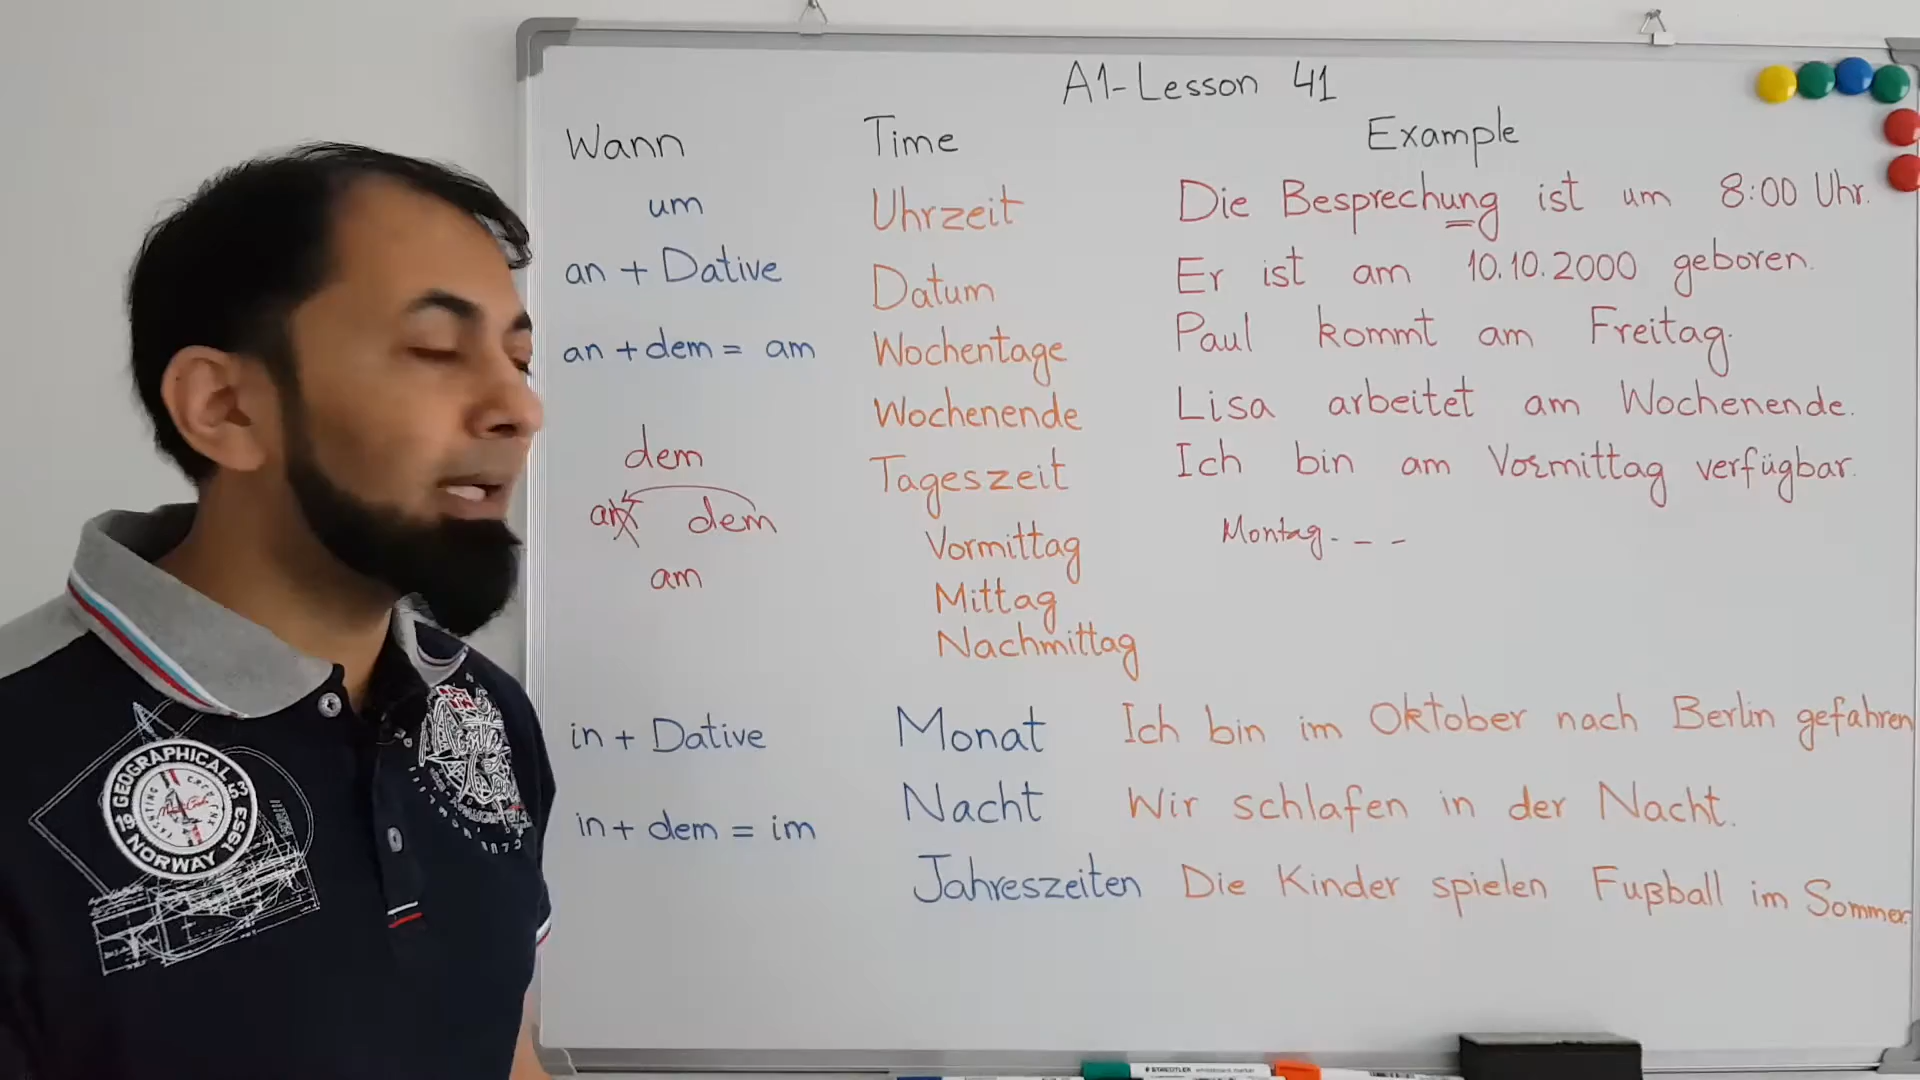 A1-Lesson 41
Wann Time Example
um Uhrzeit Die Besprechung ist um 8:00 Uhr.
an + Dative Datum Er ist am 10.10.2000 geboren.
an + dem = am Wochentage Paul kommt am Freitag.
Wochenende Lisa arbeitet am Wochenende.
dem Tageszeit Ich bin am Vormittag verfügbar.
an dem Vormittag Montag. - -
am Mittag
Nachmittag
in + Dative Monat Ich bin im Oktober nach Berlin gefahren
Nacht Wir schlafen in der Nacht.
in + dem = im
Jahreszeiten Die Kinder spielen Fußball im Sommer.
GEOGRAPHICAL
1953
NORWAY
STAEDTLER